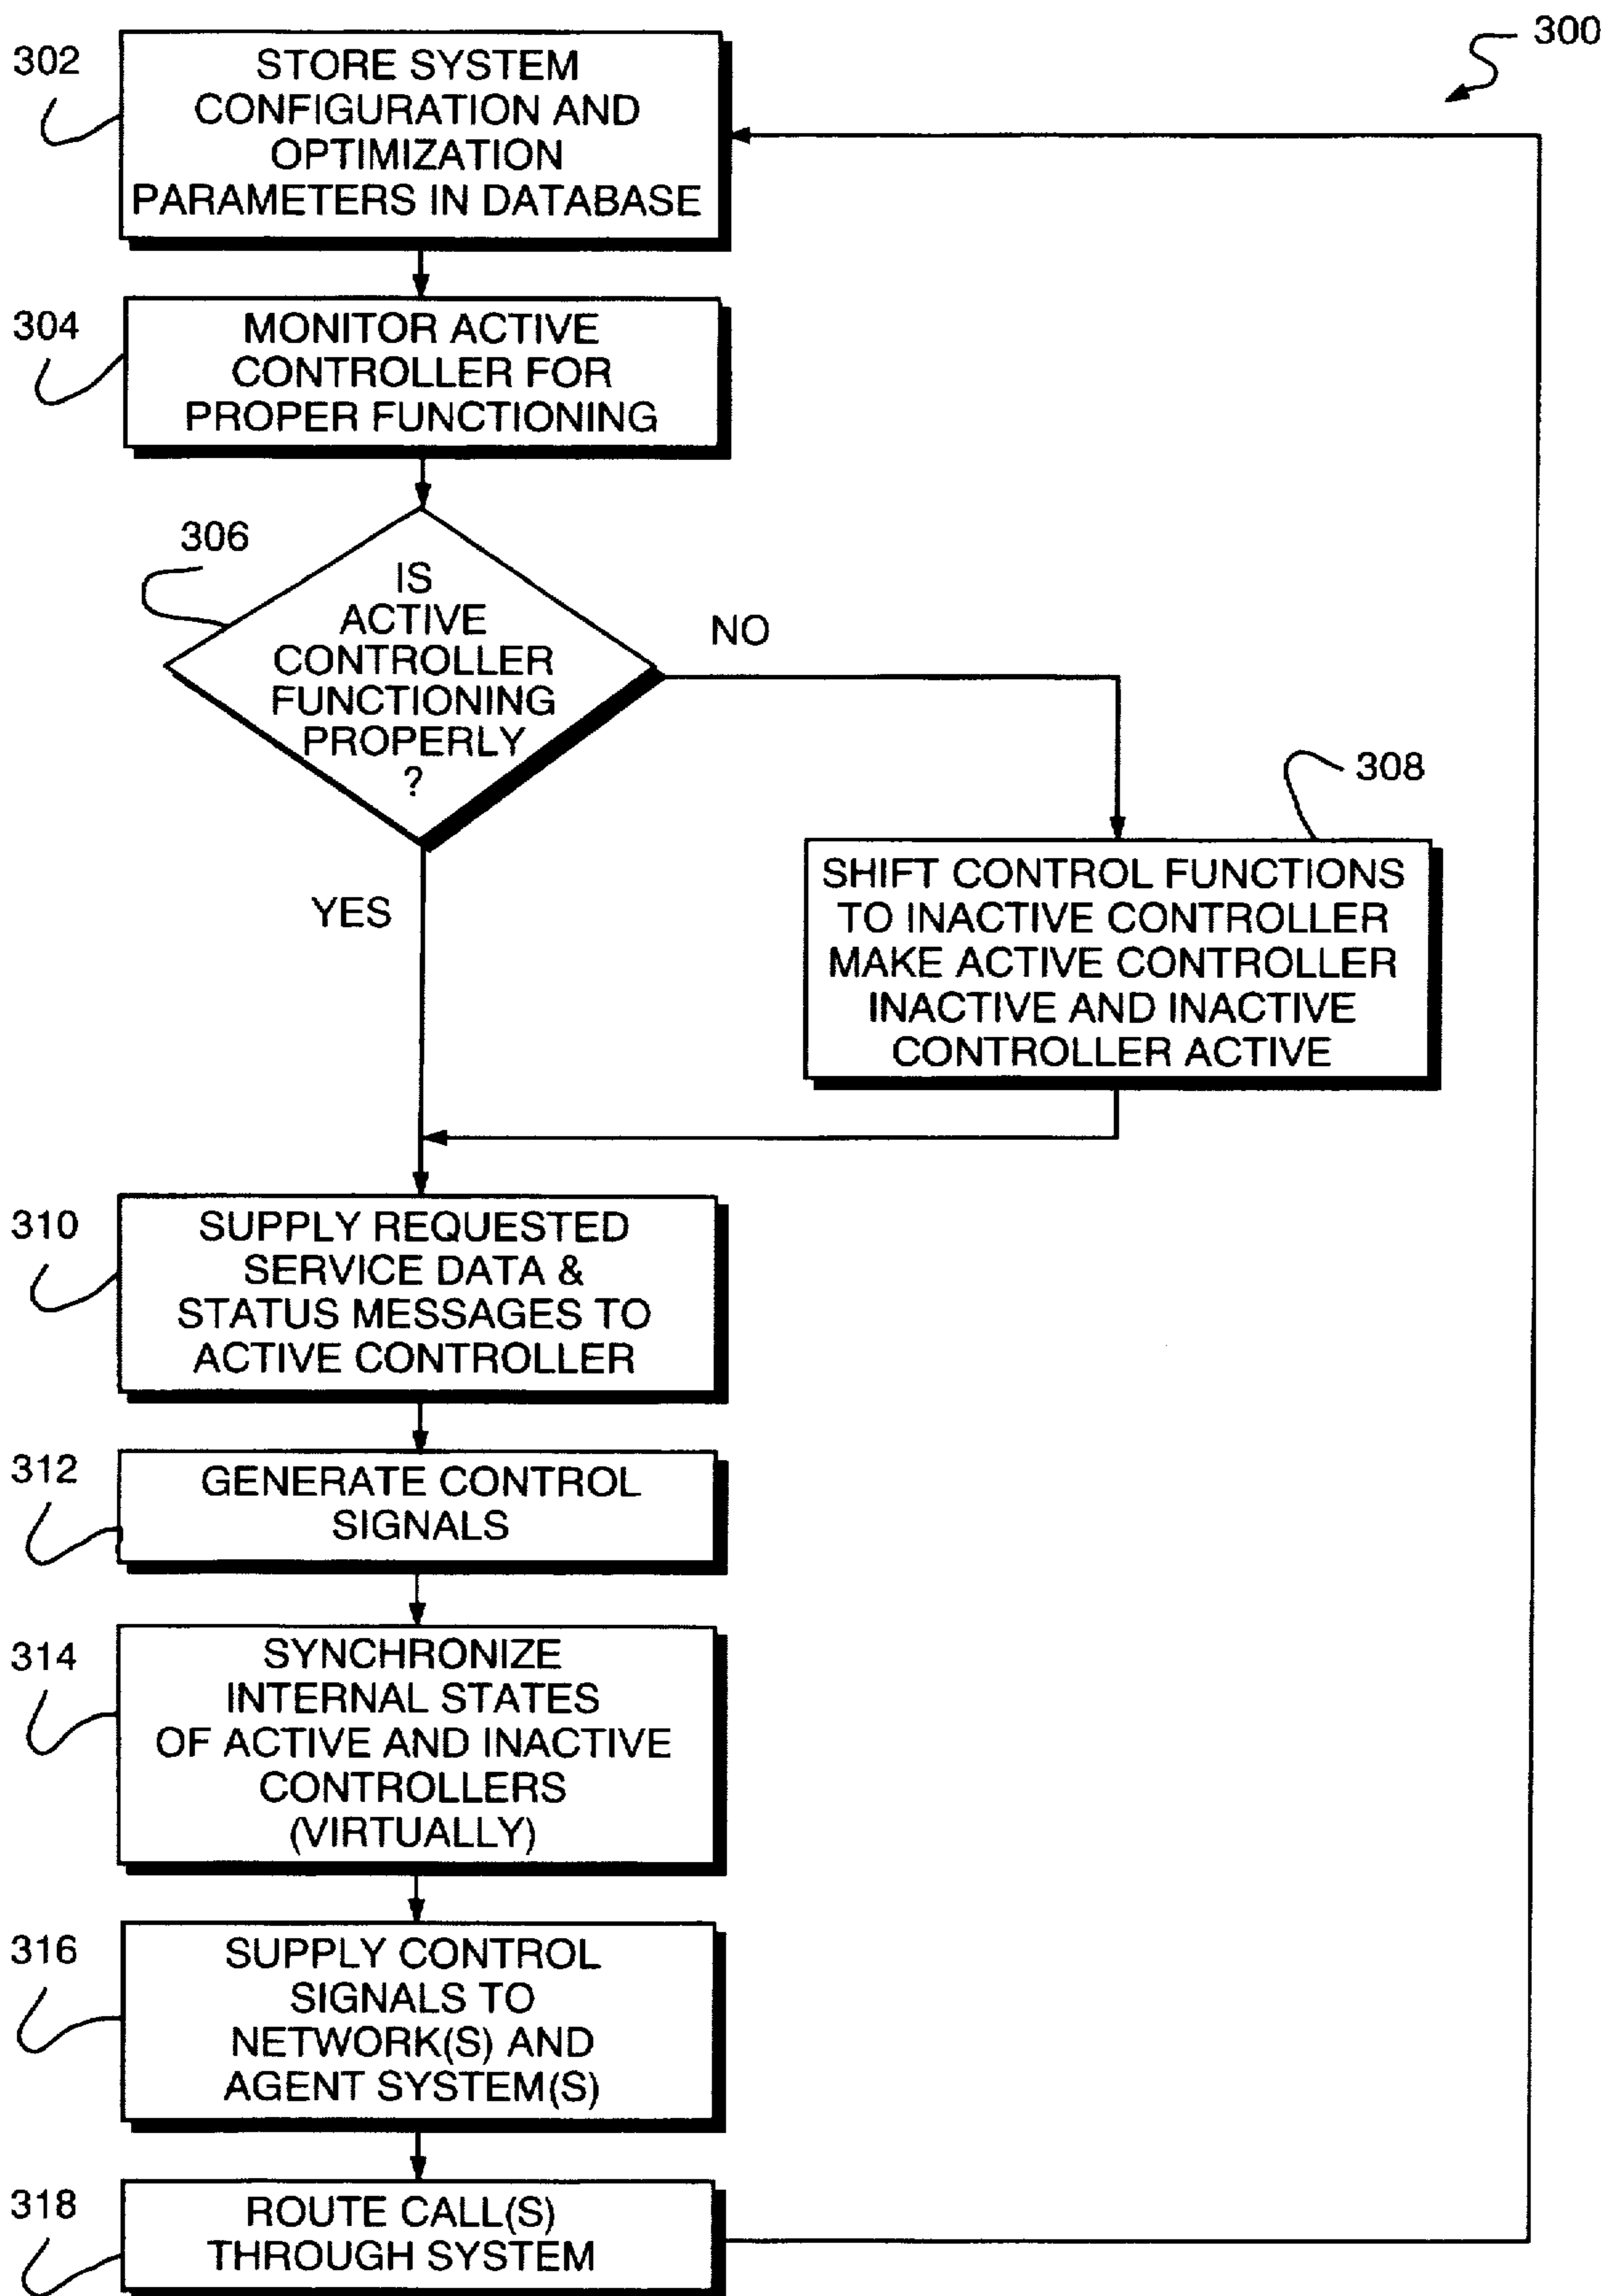 300
302
STORE SYSTEM
CONFIGURATION AND
OPTIMIZATION
PARAMETERS IN DATABASE
304
MONITOR ACTIVE
CONTROLLER FOR
PROPER FUNCTIONING
306
IS
ACTIVE
CONTROLLER
FUNCTIONING
PROPERLY
?
NO
YES
308
SHIFT CONTROL FUNCTIONS
TO INACTIVE CONTROLLER
MAKE ACTIVE CONTROLLER
INACTIVE AND INACTIVE
CONTROLLER ACTIVE
310
SUPPLY REQUESTED
SERVICE DATA &
STATUS MESSAGES TO
ACTIVE CONTROLLER
312
GENERATE CONTROL
SIGNALS
314
SYNCHRONIZE
INTERNAL STATES
OF ACTIVE AND INACTIVE
CONTROLLERS
(VIRTUALLY)
316
SUPPLY CONTROL
SIGNALS TO
NETWORK(S) AND
AGENT SYSTEM(S)
318
ROUTE CALL(S)
THROUGH SYSTEM